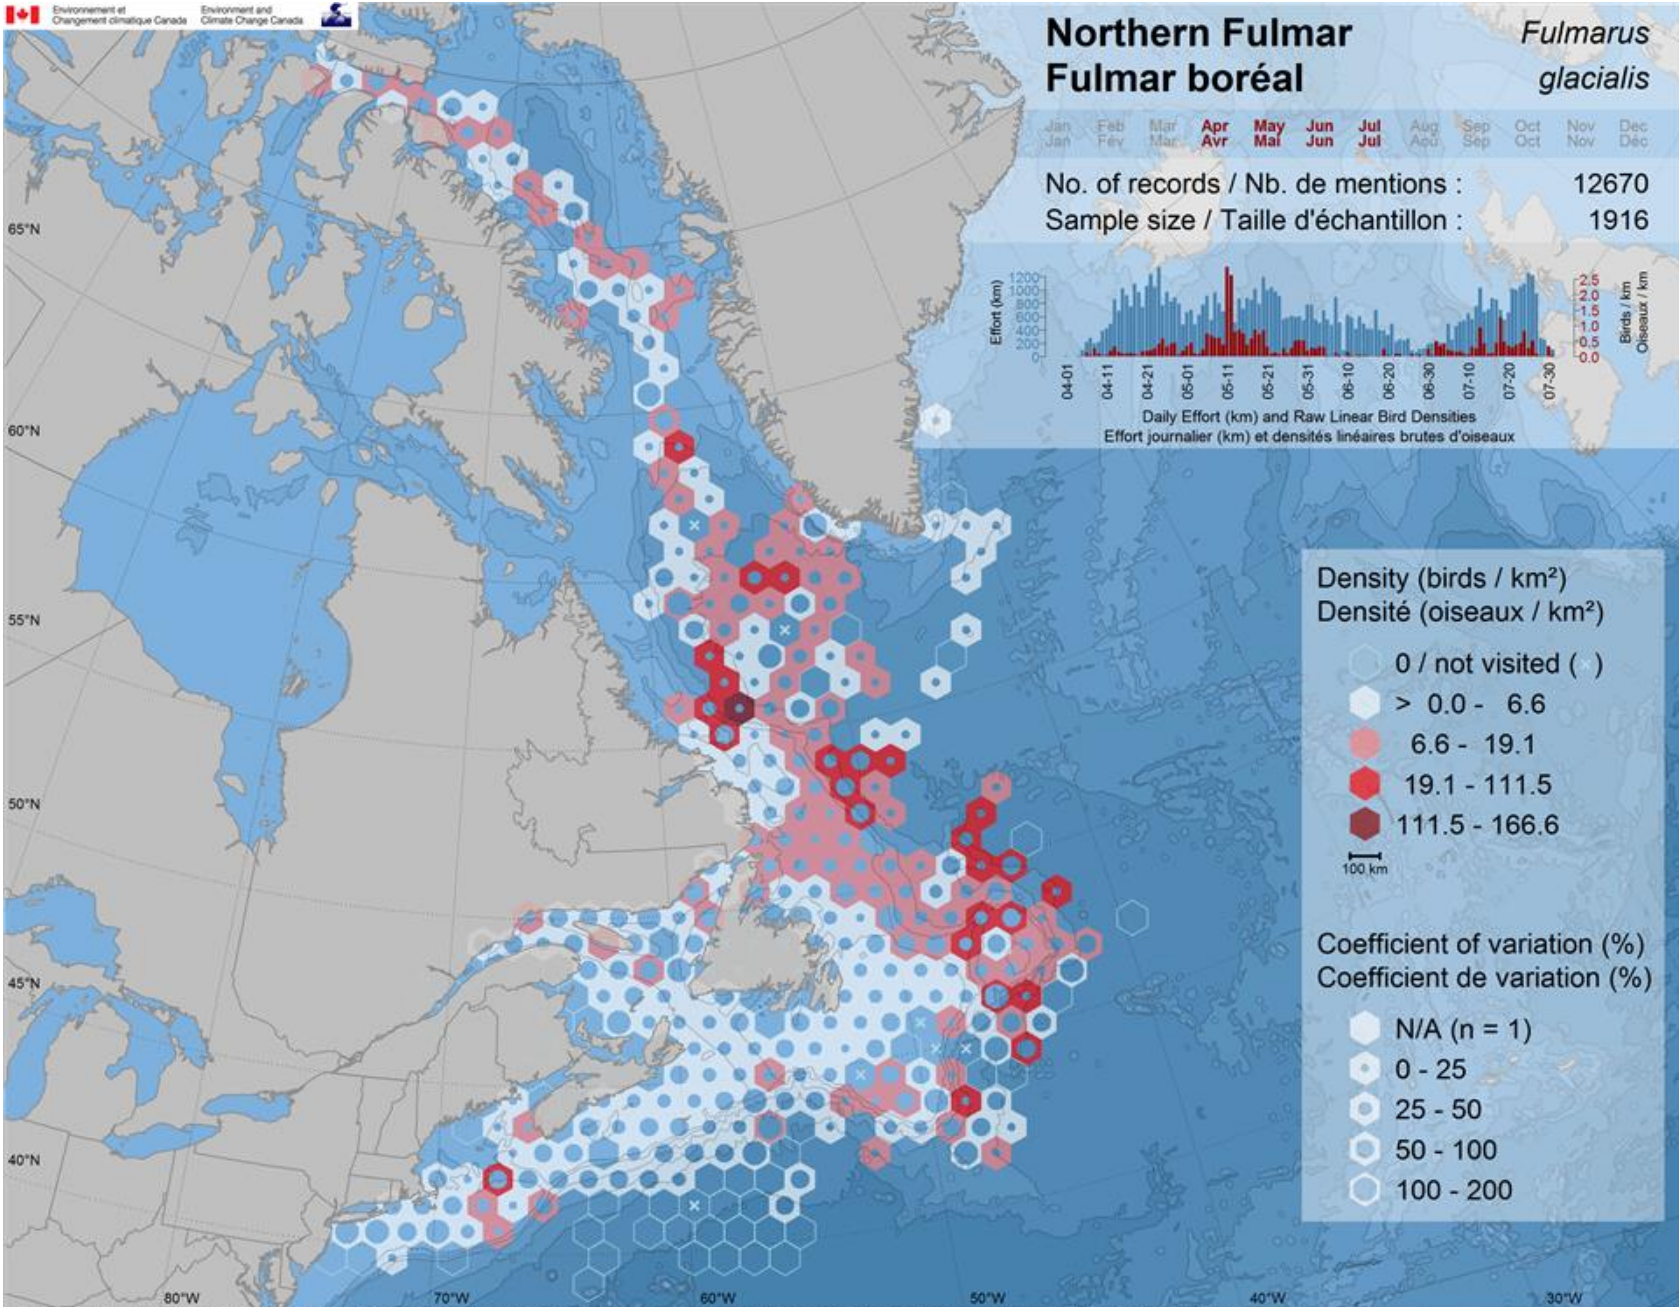 Environnement et
Changement climatique Canada
Environment and
Climate Change Canada
Northern Fulmar
Fulmar boréal
Fulmarus
glacialis
Jan Feb Mar Apr May Jun Jul Aug Sep Oct Nov Dec
Jan Fév Mar Avr Mai Jun Jul Aoû Sep Oct Nov Déc
No. of records / Nb. de mentions : 12670
Sample size / Taille d'échantillon : 1916
Effort (km)
1200
1000
800
600
400
200
0
2.5
2.0
1.5
1.0
0.5
0.0
Birds / km
Oiseaux / km
04-01 04-11 04-21 05-01 05-11 05-21 05-31 06-10 06-20 06-30 07-10 07-20 07-30
Daily Effort (km) and Raw Linear Bird Densities
Effort journalier (km) et densités linéaires brutes d'oiseaux
65°N
60°N
55°N
50°N
45°N
40°N
Density (birds / km²)
Densité (oiseaux / km²)
0 / not visited ( × )
> 0.0 - 6.6
6.6 - 19.1
19.1 - 111.5
111.5 - 166.6
100 km
Coefficient of variation (%)
Coefficient de variation (%)
N/A (n = 1)
0 - 25
25 - 50
50 - 100
100 - 200
80°W 70°W 60°W 50°W 40°W 30°W